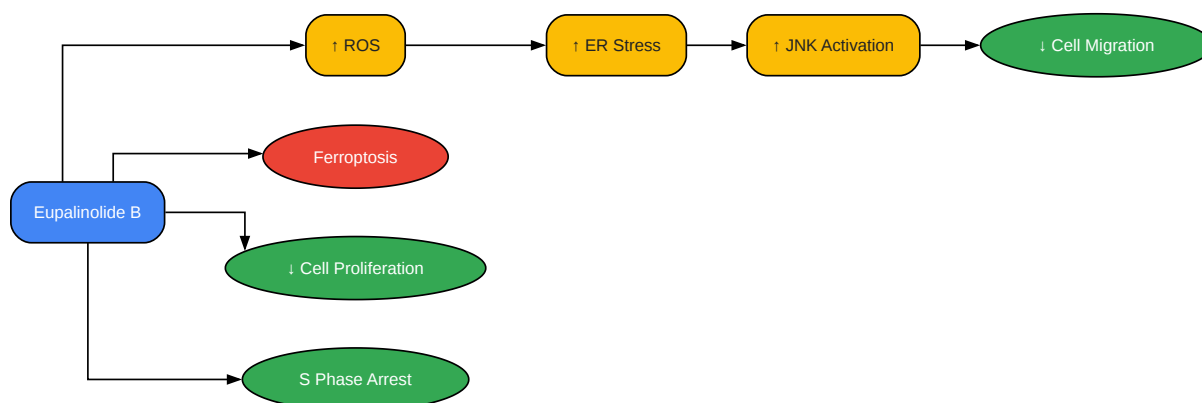 ↑ ROS
↑ ER Stress
↑ JNK Activation
↓ Cell Migration
Ferroptosis
Eupalinolide B
↓ Cell Proliferation
S Phase Arrest